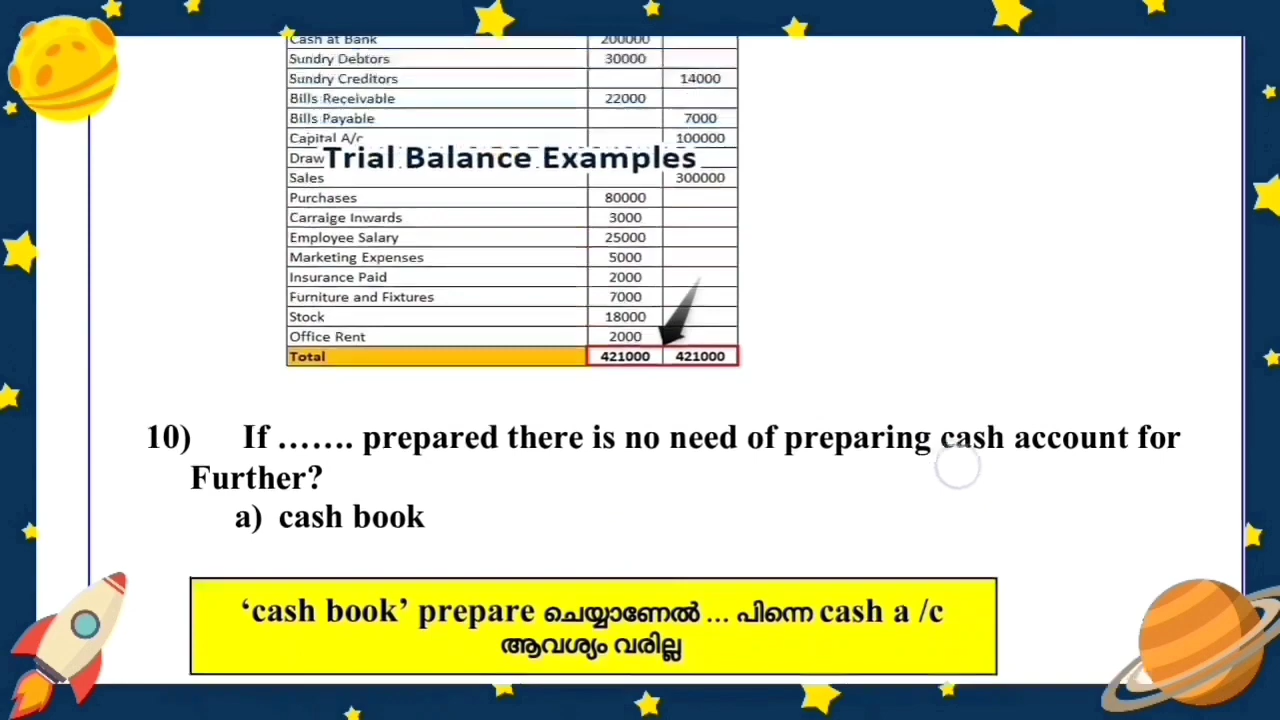 Cash at Bank 200000
Sundry Debtors 30000
Sundry Creditors 14000
Bills Receivable 22000
Bills Payable 7000
Capital A/c 100000
Draw
Trial Balance Examples
Sales 300000
Purchases 80000
Carraige Inwards 3000
Employee Salary 25000
Marketing Expenses 5000
Insurance Paid 2000
Furniture and Fixtures 7000
Stock 18000
Office Rent 2000
Total 421000 421000
10) If ....... prepared there is no need of preparing cash account for
Further?
a) cash book
‘cash book’ prepare ചെയ്യാണേൽ ... പിന്നെ cash a /c
ആവശ്യം വരില്ല